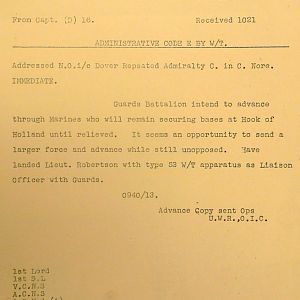 From Capt. (D) 16. Received 1021
ADMINISTRATIVE CODE E BY W/T.
Addressed N.O.i/c Dover Repeated Admiralty C. in C. Nore.
IMMEDIATE.
Guards Battalion intend to advance
through Marines who will remain securing bases at Hook of
Holland until relieved. It seems an opportunity to send a
larger force and advance while still unopposed. Have
landed Lieut. Robertson with type 52 W/T apparatus as Liaison
Officer with Guards.
0940/13.
Advance Copy sent Ops
U.W.R.,O.I.C.
1st Lord
1st S.L
V.C.N.S
A.C.N.S